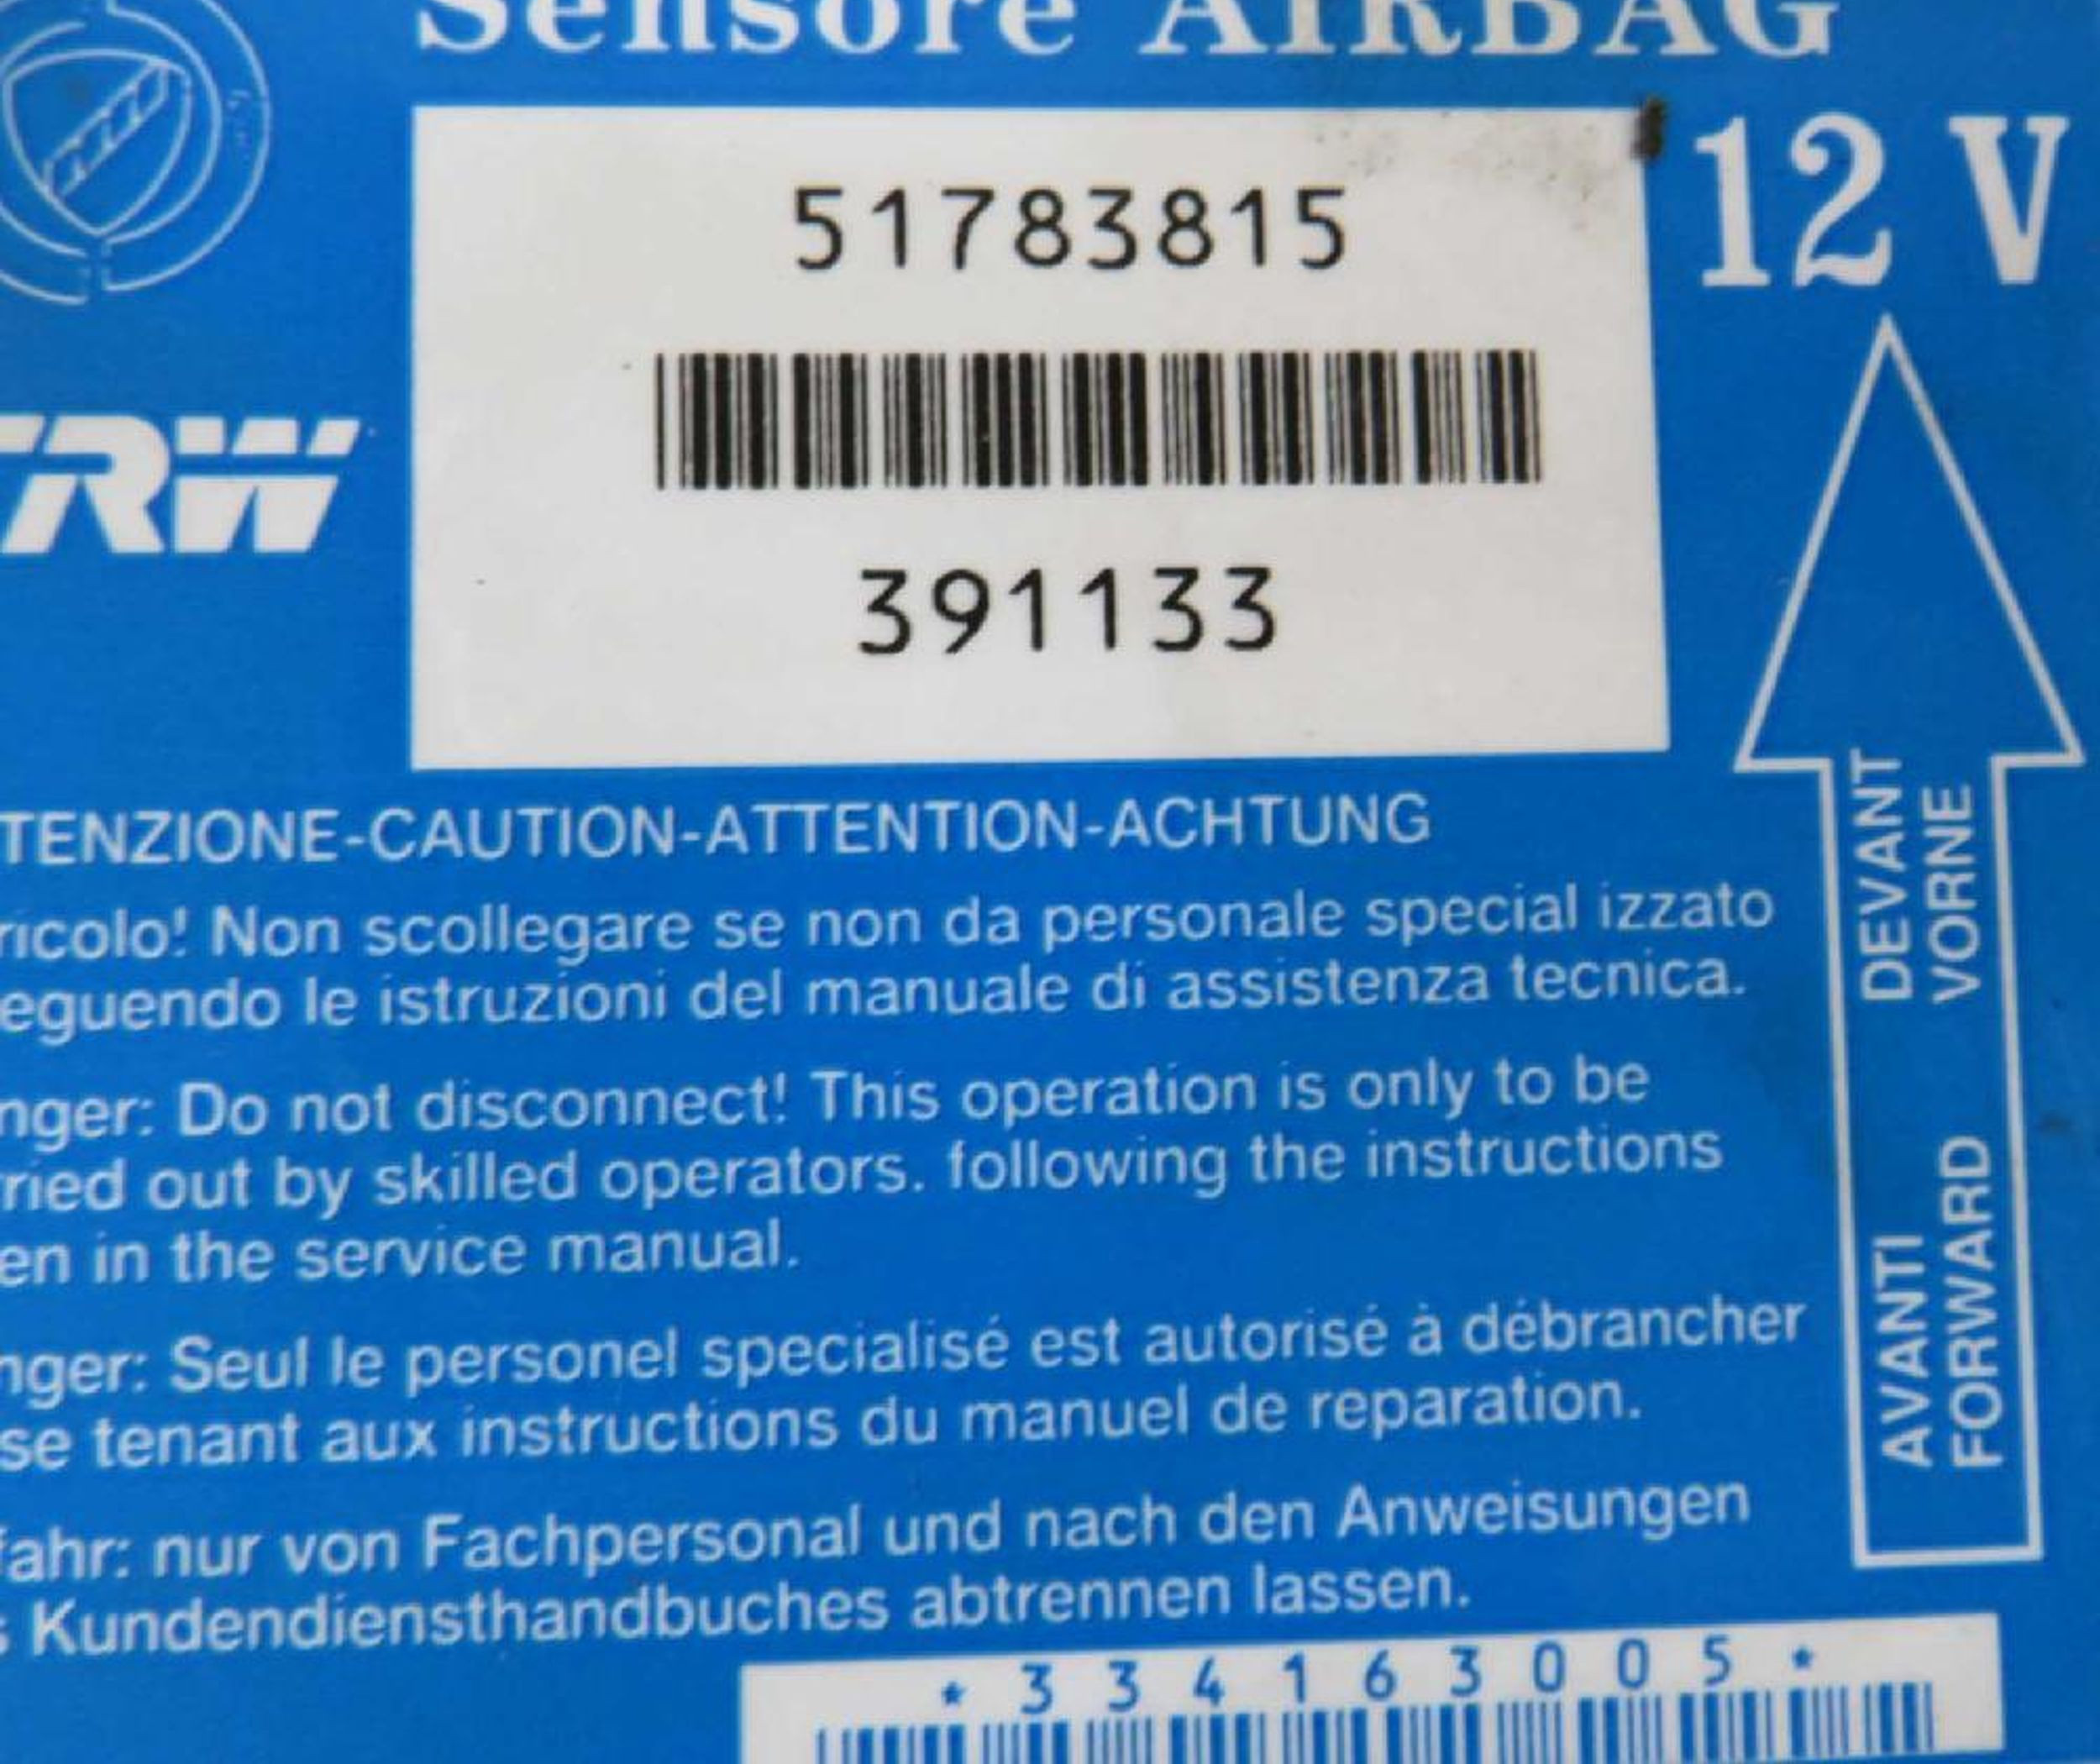 Sensore AIRBAG
12 V
51783815
TRW
391133
TENZIONE-CAUTION-ATTENTION-ACHTUNG
ricolo! Non scollegare se non da personale special izzato
eguendo le istruzioni del manuale di assistenza tecnica.
nger: Do not disconnect! This operation is only to be
rried out by skilled operators. following the instructions
en in the service manual.
nger: Seul le personel specialisé est autorisé à débrancher
se tenant aux instructions du manuel de reparation.
fahr: nur von Fachpersonal und nach den Anweisungen
s Kundendiensthandbuches abtrennen lassen.
DEVANT
VORNE
AVANTI
FORWARD
*334163005*